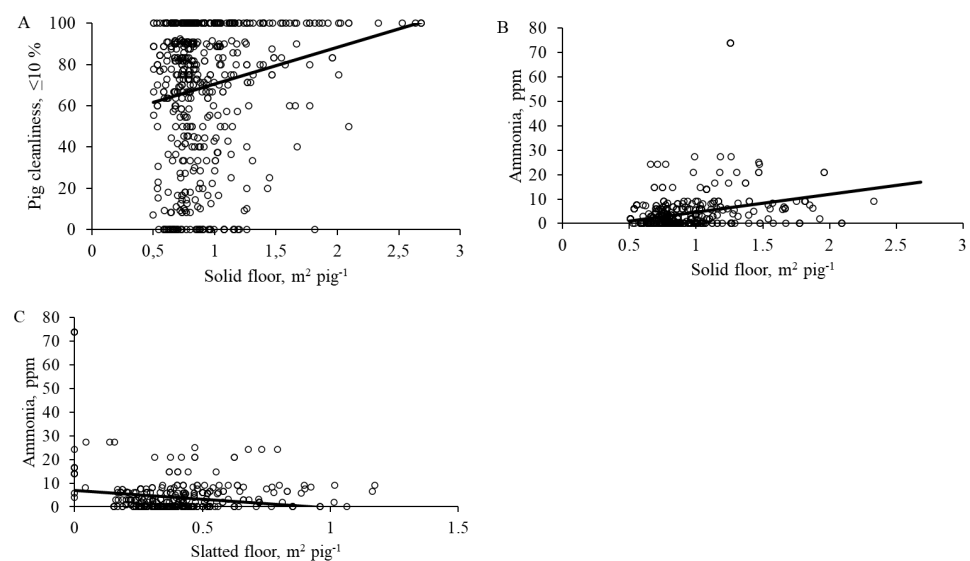 A
Pig cleanliness, ≤10 %
100
80
60
40
20
0
0 0,5 1 1,5 2 2,5 3
Solid floor, m² pig⁻¹
B
Ammonia, ppm
80
70
60
50
40
30
20
10
0
0 0.5 1 1.5 2 2.5 3
Solid floor, m² pig⁻¹
C
Ammonia, ppm
80
70
60
50
40
30
20
10
0
0 0.5 1 1.5
Slatted floor, m² pig⁻¹